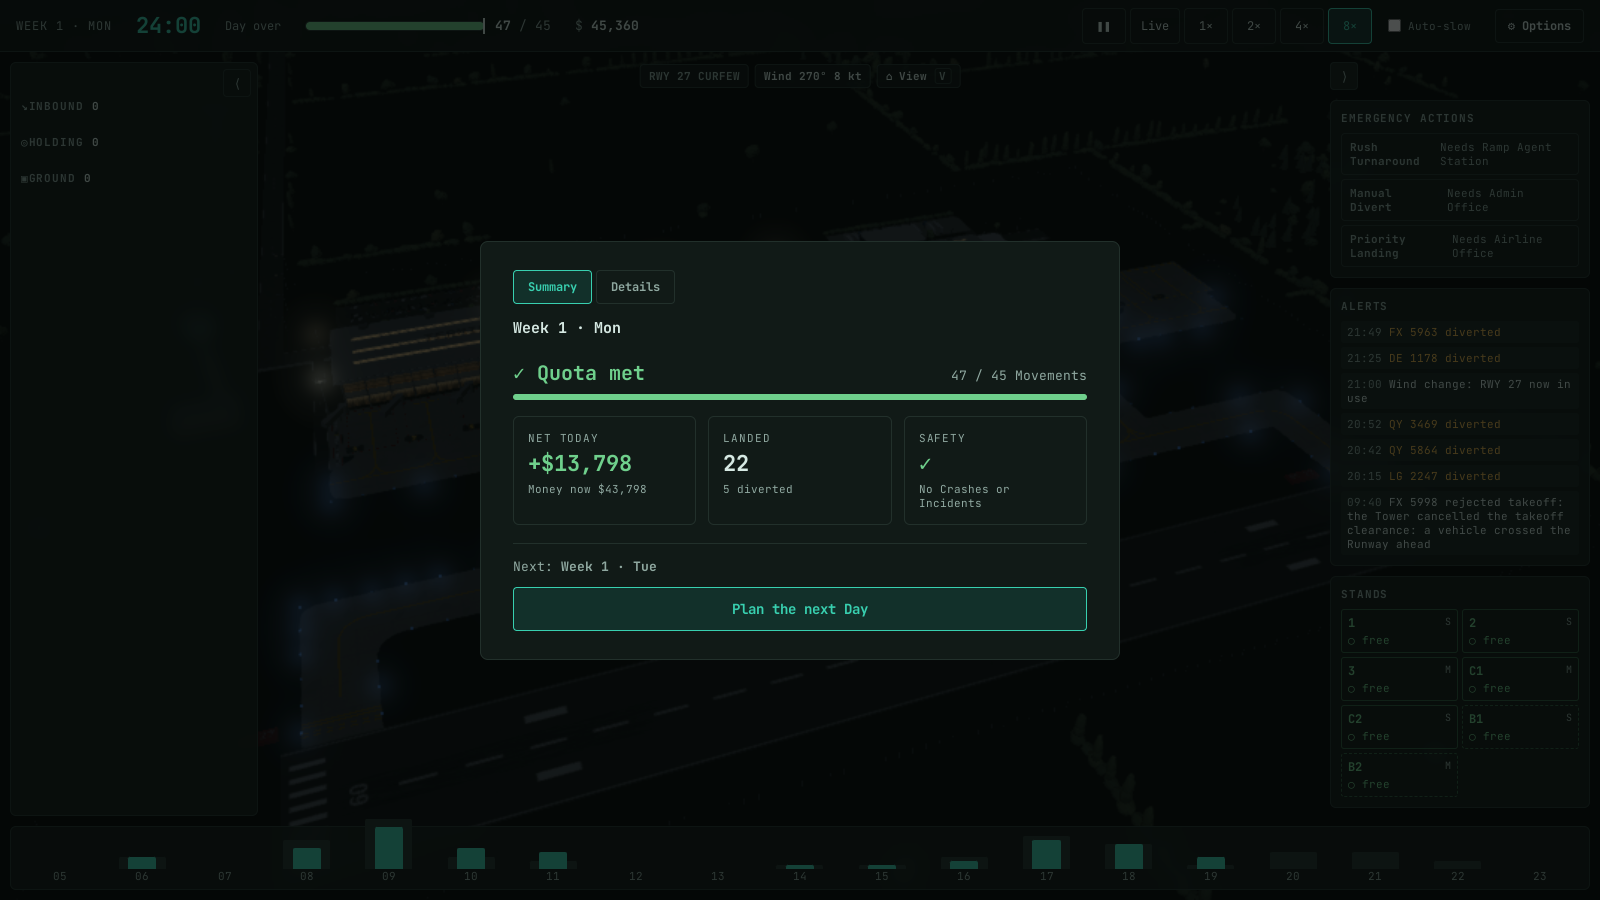 WEEK 1 · MON
24:00
Day over
47 / 45
$ 45,360
Live
1×
2×
4×
8×
Auto-slow
⚙ Options
RWY 27 CURFEW
Wind 270° 8 kt
⌂ View V
⟨
↘INBOUND 0
◎HOLDING 0
▣GROUND 0
⟩
EMERGENCY ACTIONS
Rush Turnaround
Needs Ramp Agent Station
Manual Divert
Needs Admin Office
Priority Landing
Needs Airline Office
ALERTS
21:49 FX 5963 diverted
21:25 DE 1178 diverted
21:00 Wind change: RWY 27 now in
use
20:52 QY 3469 diverted
20:42 QY 5864 diverted
20:15 LG 2247 diverted
09:40 FX 5998 rejected takeoff:
the Tower cancelled the takeoff
clearance: a vehicle crossed the
Runway ahead
STANDS
1 S
○ free
2 S
○ free
3 M
○ free
C1 M
○ free
C2 S
○ free
B1 S
○ free
B2 M
○ free
Summary
Details
Week 1 · Mon
✓ Quota met
47 / 45 Movements
NET TODAY
+$13,798
Money now $43,798
LANDED
22
5 diverted
SAFETY
✓
No Crashes or
Incidents
Next: Week 1 · Tue
Plan the next Day
09
05 06 07 08 09 10 11 12 13 14 15 16 17 18 19 20 21 22 23